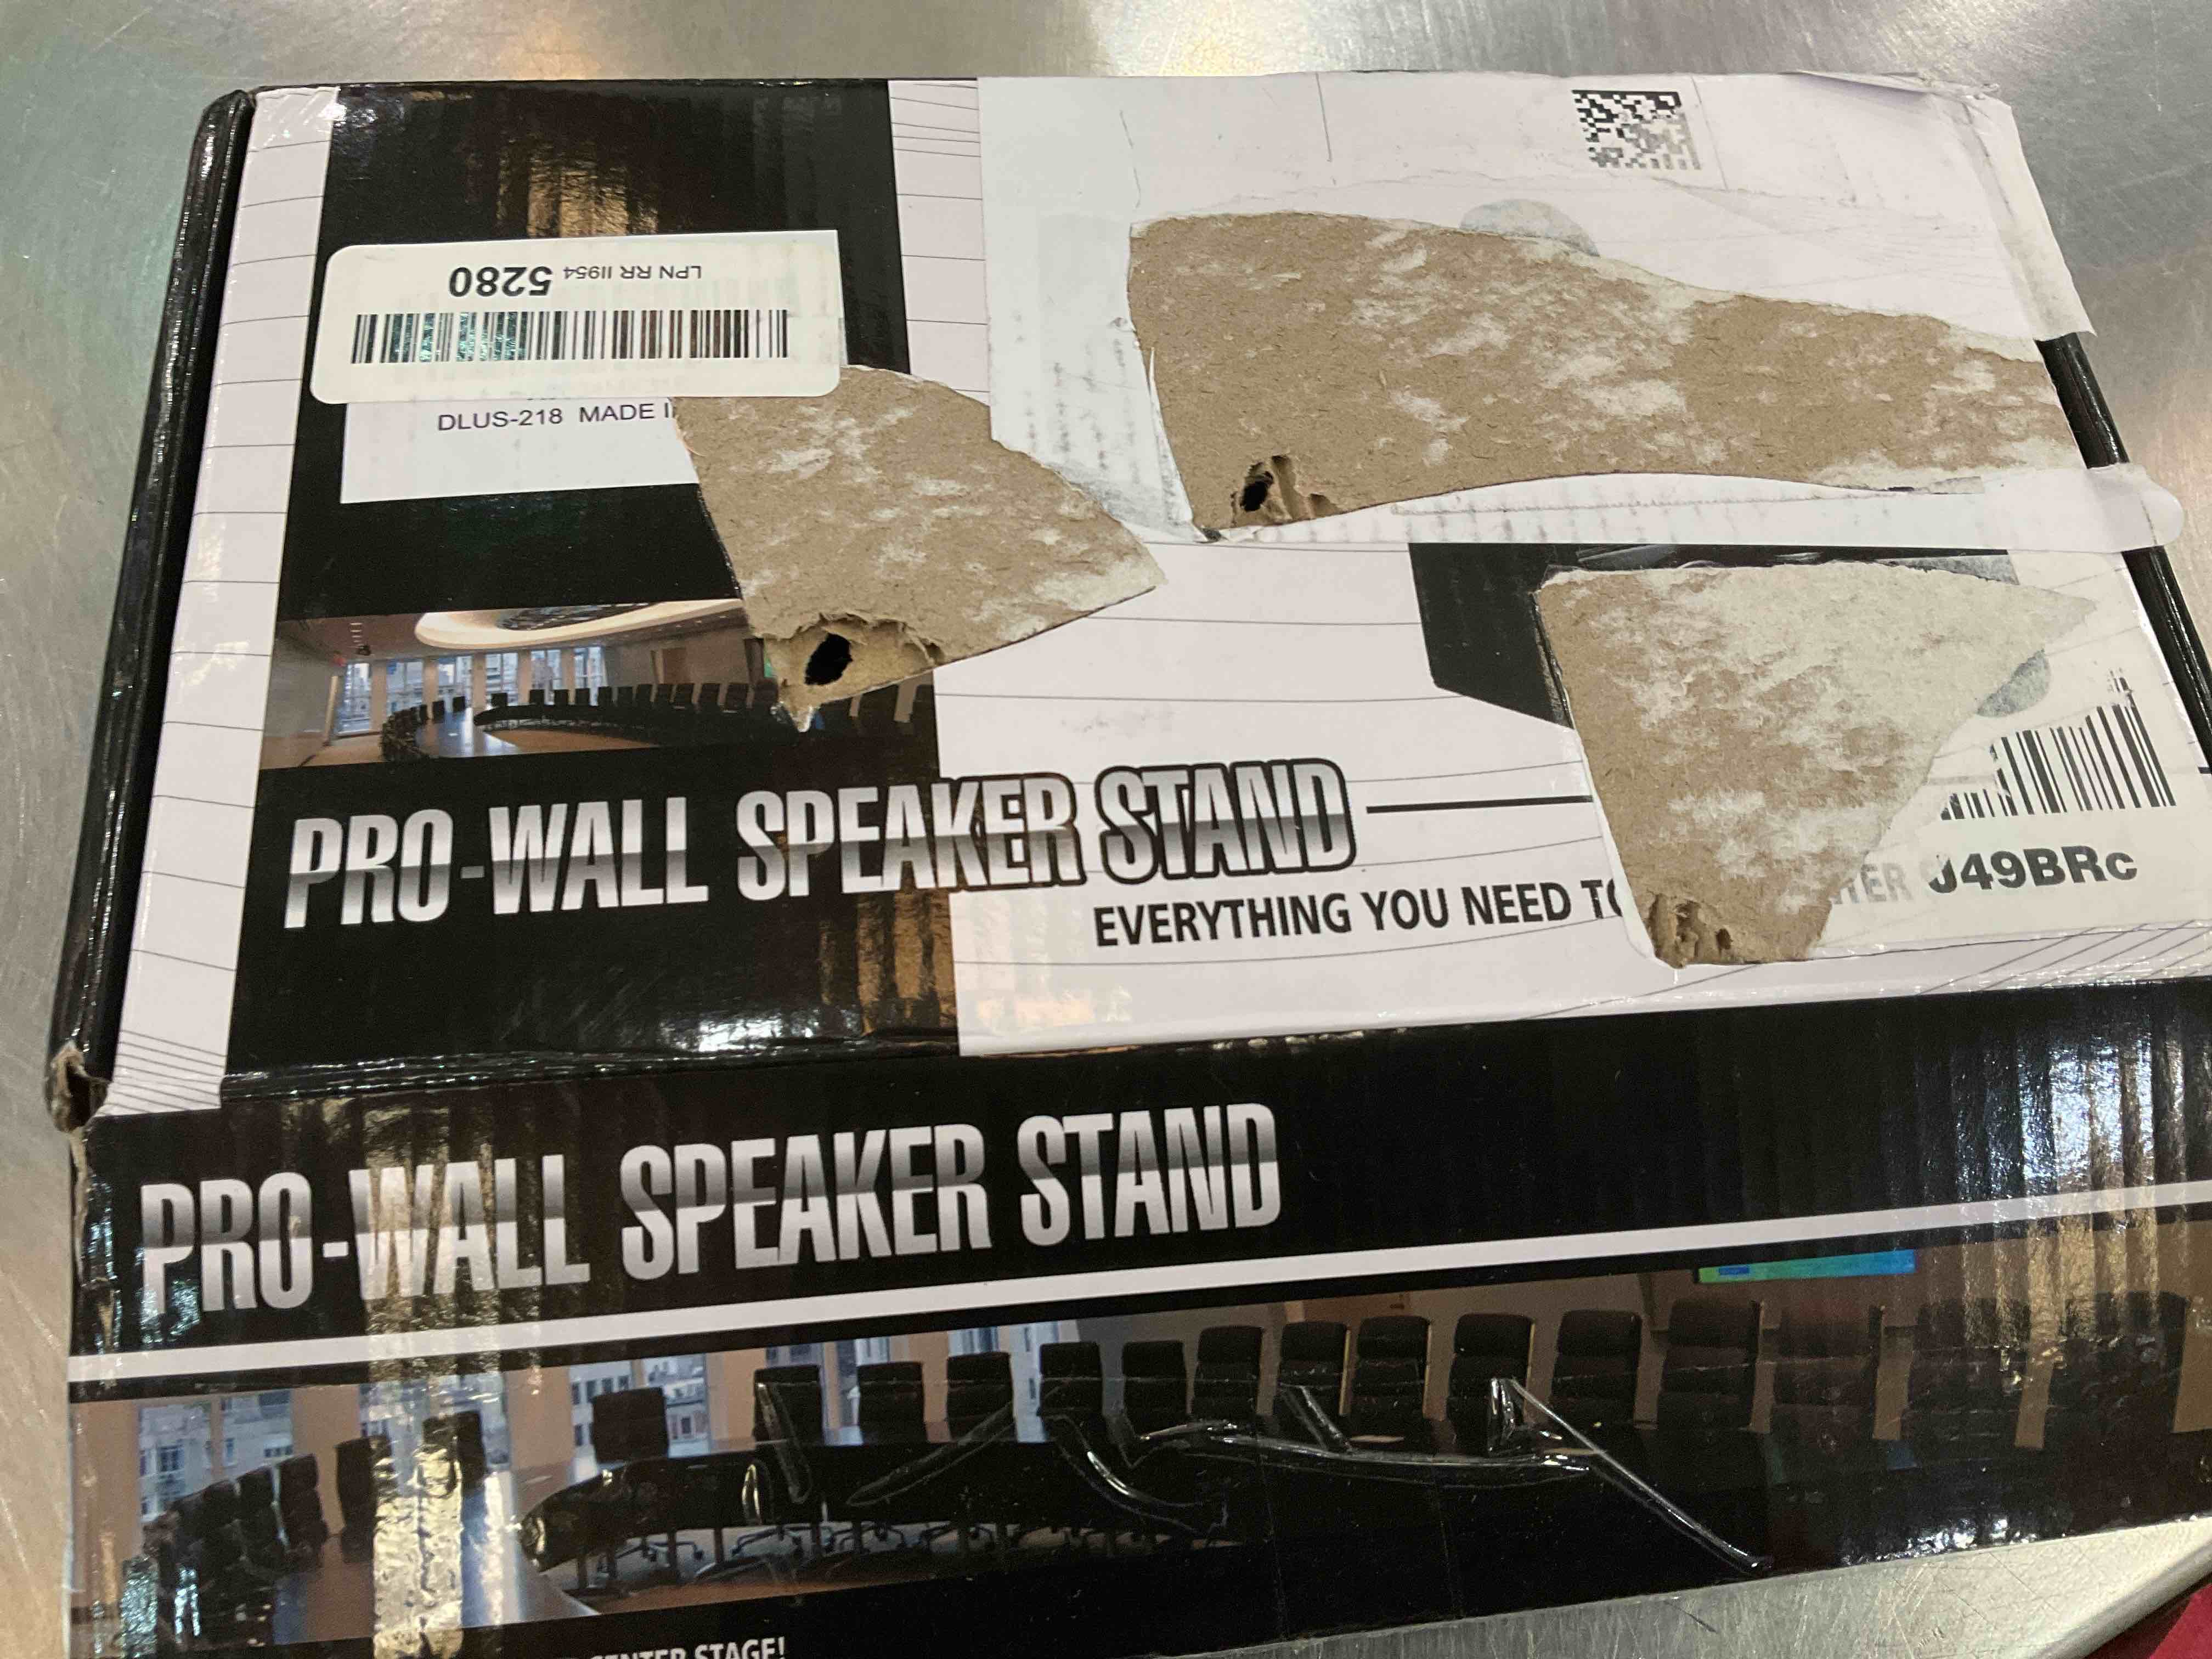 LPN RR II954 5280
DLUS-218 MADE
PRO-WALL SPEAKER STAND
EVERYTHING YOU NEED
J49BRc
PRO-WALL SPEAKER STAND
CENTER STAGE!